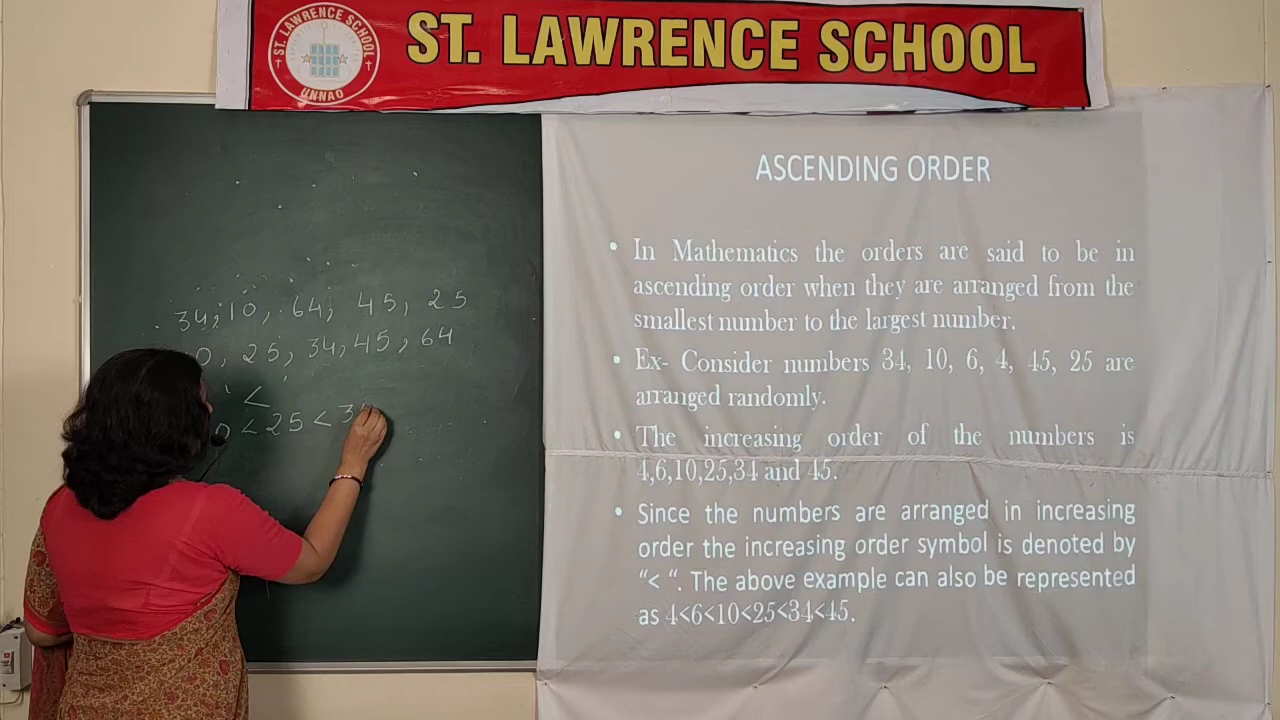 ST. LAWRENCE SCHOOL
ST. LAWRENCE SCHOOL
UNNAO
34, 10, 64, 45, 25
0, 25, 34, 45, 64
<
0 < 25 < 3
ASCENDING ORDER
• In Mathematics the orders are said to be in
ascending order when they are arranged from the
smallest number to the largest number.
• Ex- Consider numbers 34, 10, 6, 4, 45, 25 are
arranged randomly.
• The increasing order of the numbers is
4,6,10,25,34 and 45.
• Since the numbers are arranged in increasing
order the increasing order symbol is denoted by
“< “. The above example can also be represented
as 4<6<10<25<34<45.